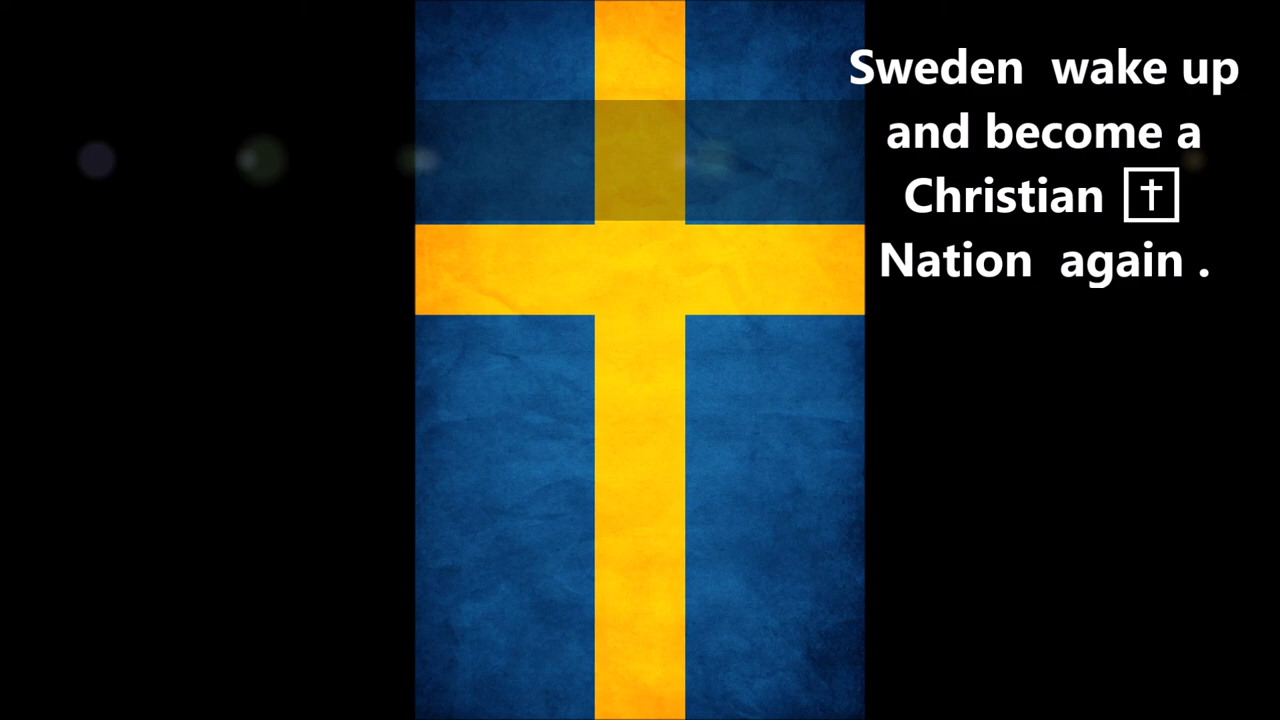 Sweden  wake up
and become a
Christian ✝
Nation  again .